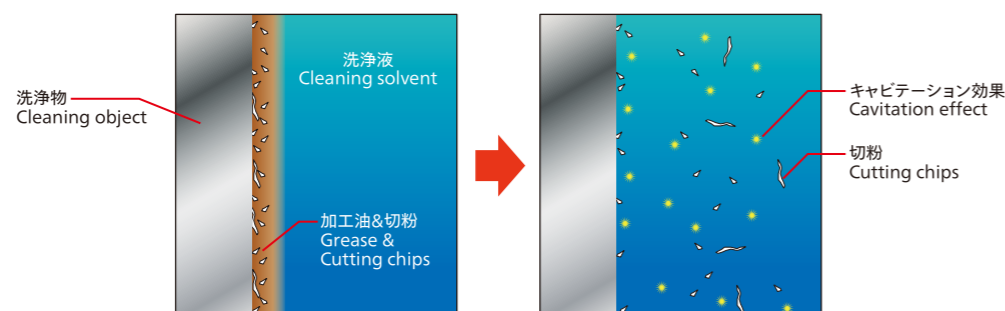 洗浄物
Cleaning object
洗浄液
Cleaning solvent
加工油&切粉
Grease &
Cutting chips
キャビテーション効果
Cavitation effect
切粉
Cutting chips